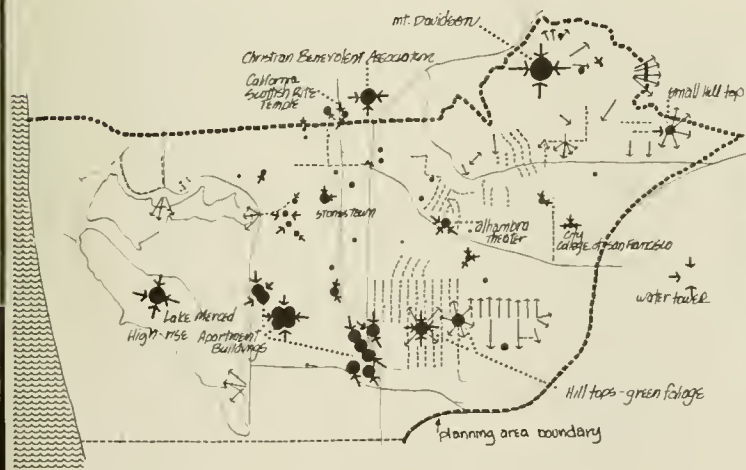 mt. Davidson
Christian Benevolent Association
California
Scottish Rite
Temple
small hill top
stonestown
alhambra
theater
City
College of San Francisco
water tower
Lake Merced
High-rise Apartment
Buildings
Hill tops-green foliage
planning area boundary